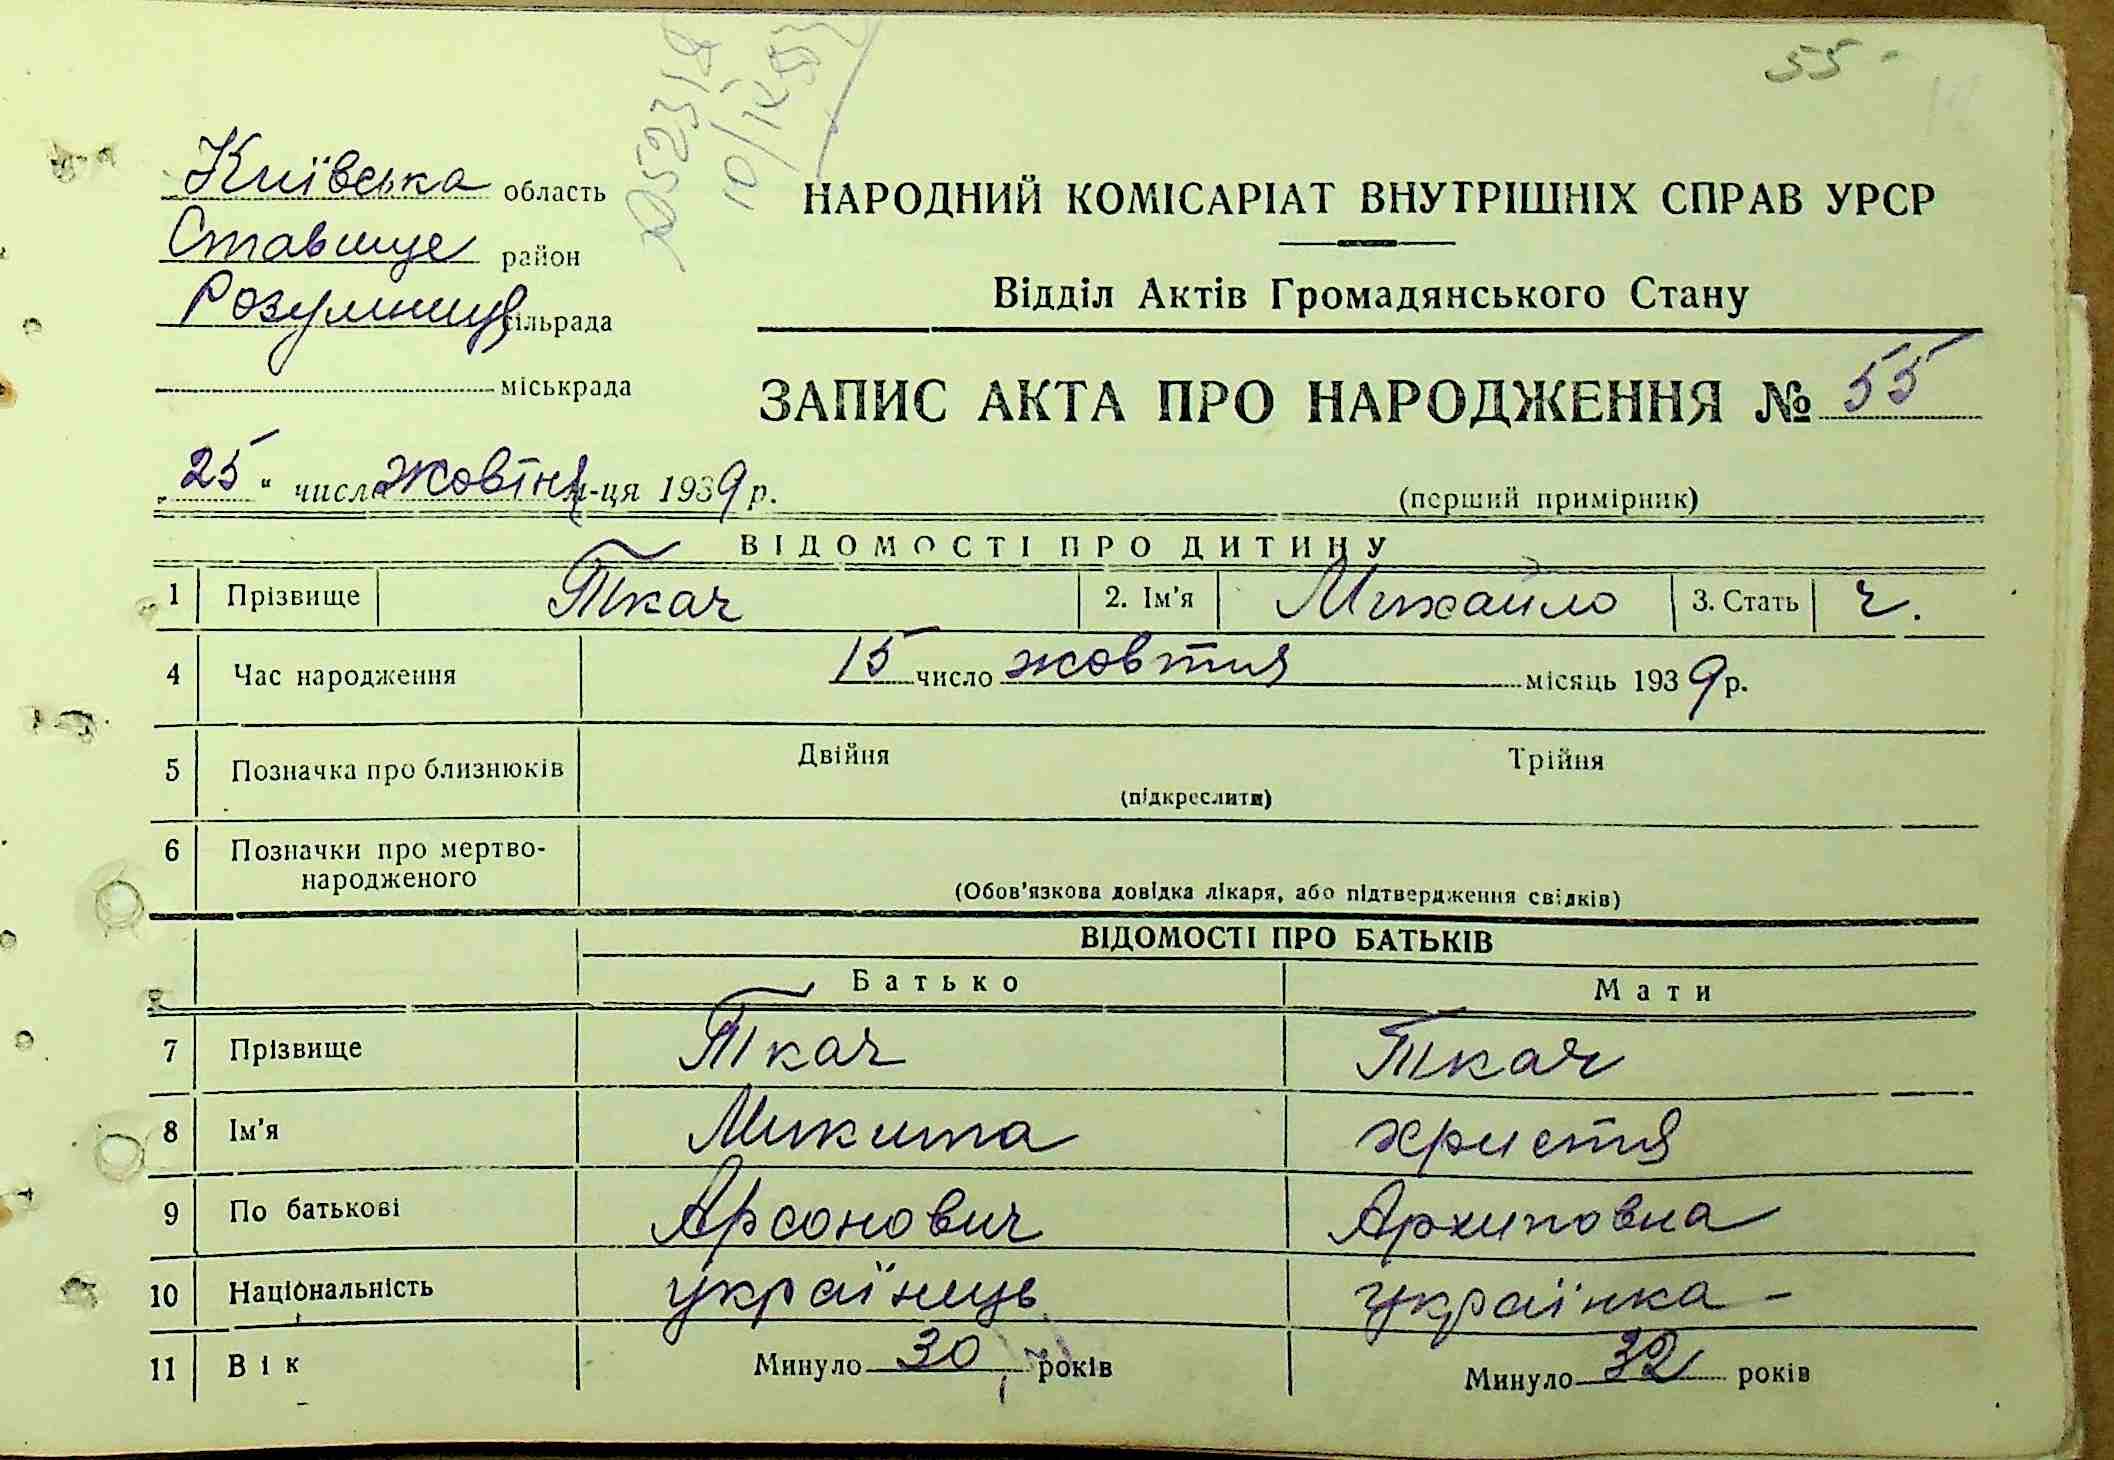 55
Київська область
Ставище район
Розумниця сільрада
міськрада
НАРОДНИЙ КОМІСАРІАТ ВНУТРІШНІХ СПРАВ УРСР
Відділ Актів Громадянського Стану
ЗАПИС АКТА ПРО НАРОДЖЕННЯ № 55
„25“ числа жовтня м-ця 1939 р.
(перший примірник)
ВІДОМОСТІ ПРО ДИТИНУ
1 Прізвище Ткач 2. Ім’я Михайло 3. Стать ч.
4 Час народження 15 число жовтня місяць 1939 р.
5 Позначка про близнюків Двійня Трійня
(підкреслити)
6 Позначки про мертво-
народженого
(Обов’язкова довідка лікаря, або підтвердження свідків)
ВІДОМОСТІ ПРО БАТЬКІВ
Батько Мати
7 Прізвище Ткач Ткач
8 Ім’я Микита христя
9 По батькові Арсонович Архиповна
10 Національність українець українка -
11 Вік Минуло 30 років Минуло 32 років